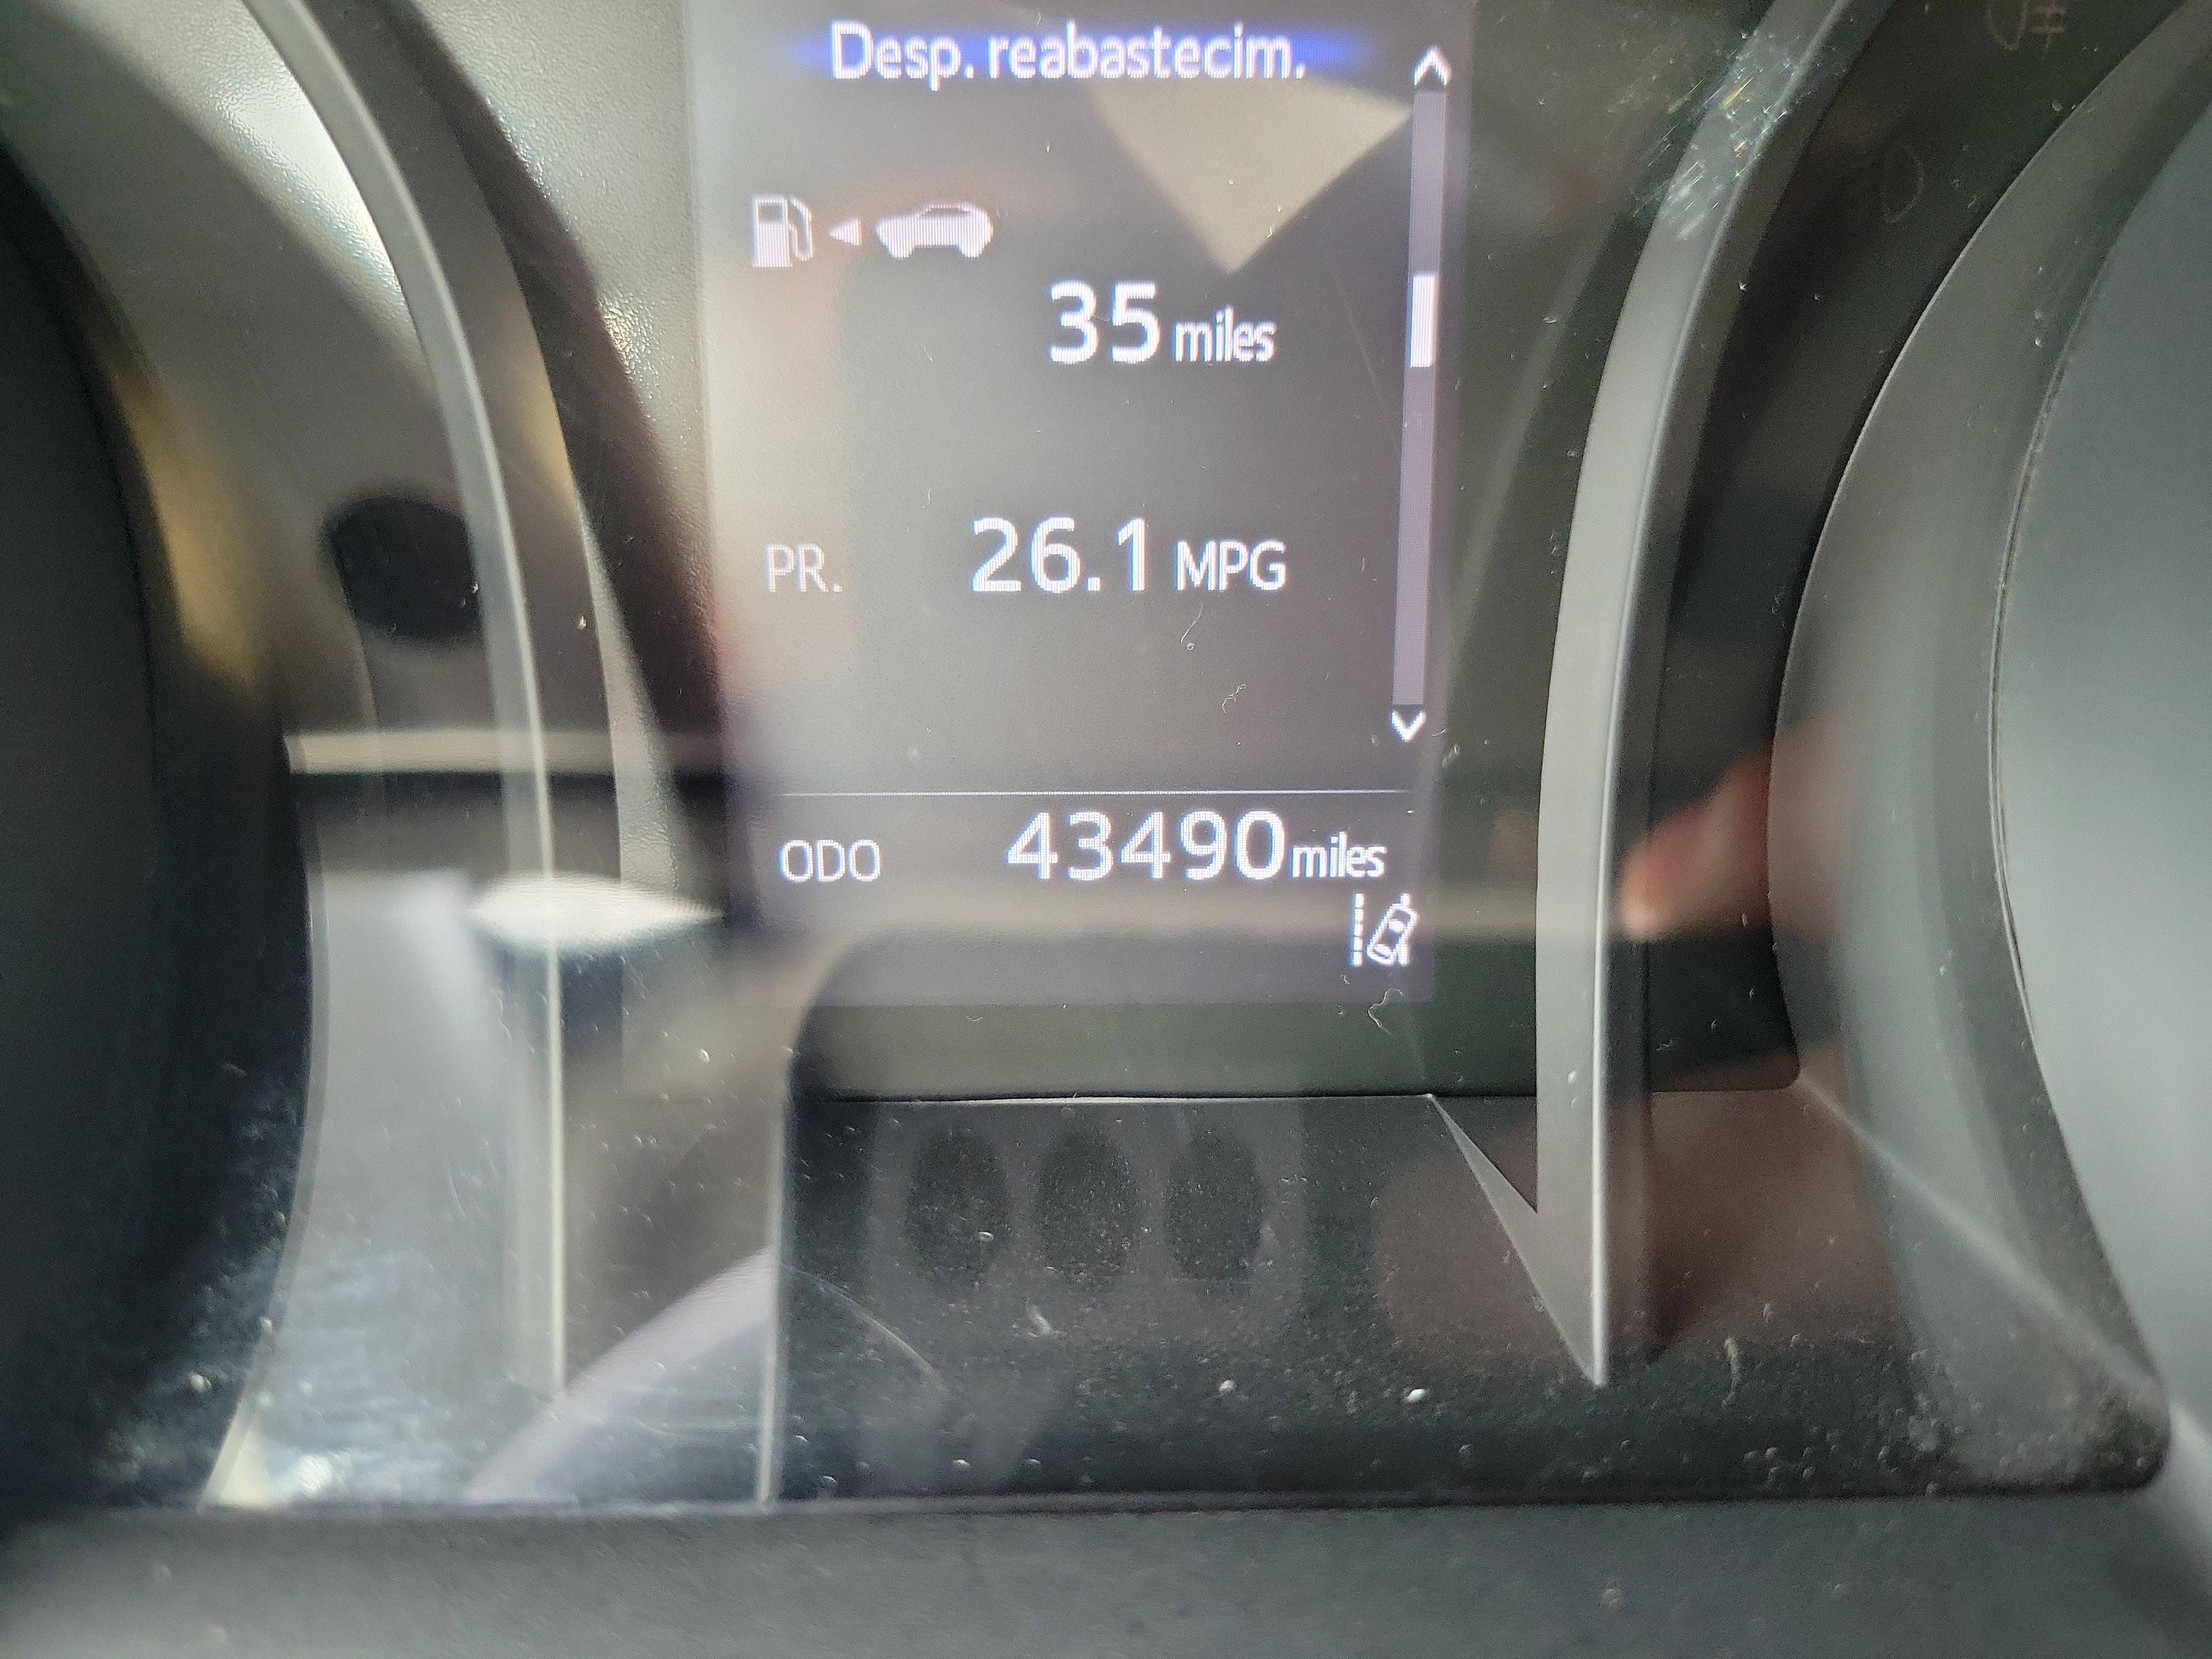 Desp. reabastecim.
35 miles
PR. 26.1 MPG
ODO 43490 miles